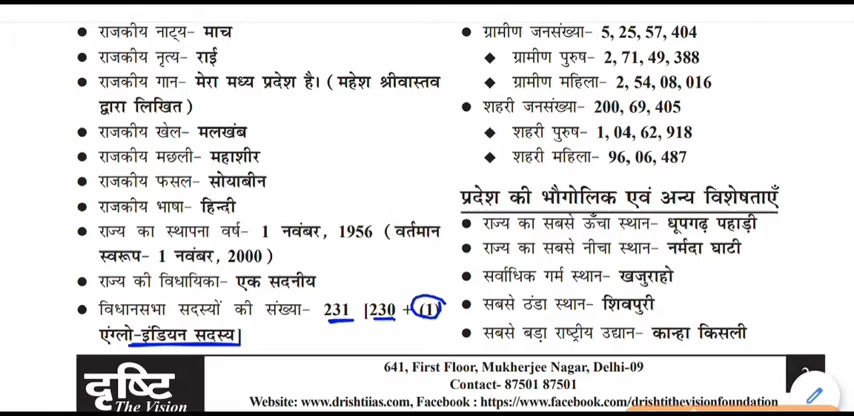 राजकीय नाट्य- माच
राजकीय नृत्य- राई
राजकीय गान- मेरा मध्य प्रदेश है। (महेश श्रीवास्तव
द्वारा लिखित)
राजकीय खेल- मलखंब
राजकीय मछली- महाशीर
राजकीय फसल- सोयाबीन
राजकीय भाषा- हिन्दी
राज्य का स्थापना वर्ष- 1 नवंबर, 1956 (वर्तमान
स्वरूप- 1 नवंबर, 2000)
राज्य की विधायिका- एक सदनीय
विधानसभा सदस्यों की संख्या- 231 [230 + (1)
एंग्लो-इंडियन सदस्य]
ग्रामीण जनसंख्या- 5, 25, 57, 404
ग्रामीण पुरुष- 2, 71, 49, 388
ग्रामीण महिला- 2, 54, 08, 016
शहरी जनसंख्या- 200, 69, 405
शहरी पुरुष- 1, 04, 62, 918
शहरी महिला- 96, 06, 487
प्रदेश की भौगोलिक एवं अन्य विशेषताएँ
राज्य का सबसे ऊँचा स्थान- धूपगढ़ पहाड़ी
राज्य का सबसे नीचा स्थान- नर्मदा घाटी
सर्वाधिक गर्म स्थान- खजुराहो
सबसे ठंडा स्थान- शिवपुरी
सबसे बड़ा राष्ट्रीय उद्यान- कान्हा किसली
दृष्टि
The Vision
641, First Floor, Mukherjee Nagar, Delhi-09
Contact- 87501 87501
Website: www.drishtiias.com, Facebook : https://www.facebook.com/drishtithevisionfoundation